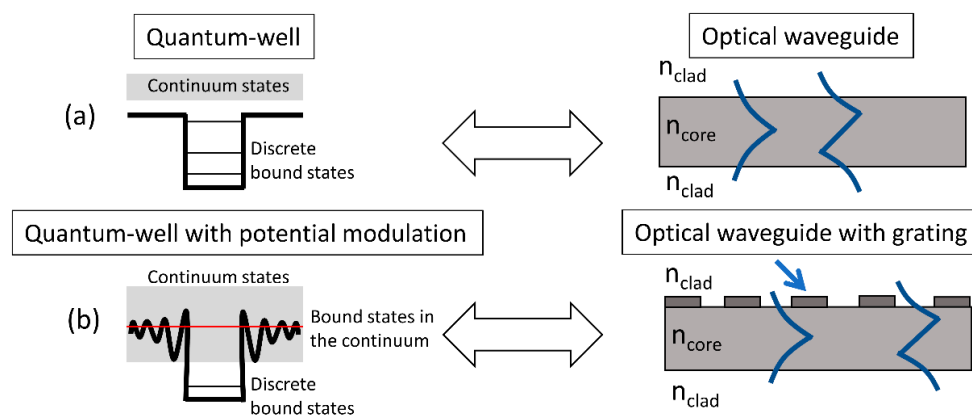 Quantum-well
Optical waveguide
Continuum states
(a)
Discrete
bound states
n_clad
n_core
n_clad
Quantum-well with potential modulation
Optical waveguide with grating
Continuum states
(b)
Bound states in
the continuum
Discrete
bound states
n_clad
n_core
n_clad